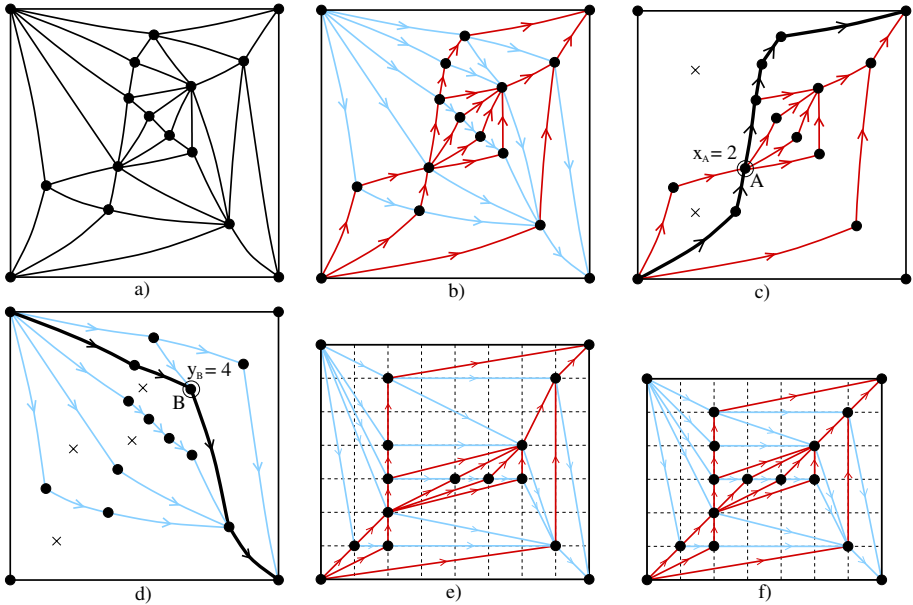 a)
b)
x_A = 2
A
c)
y_B = 4
B
d)
e)
f)